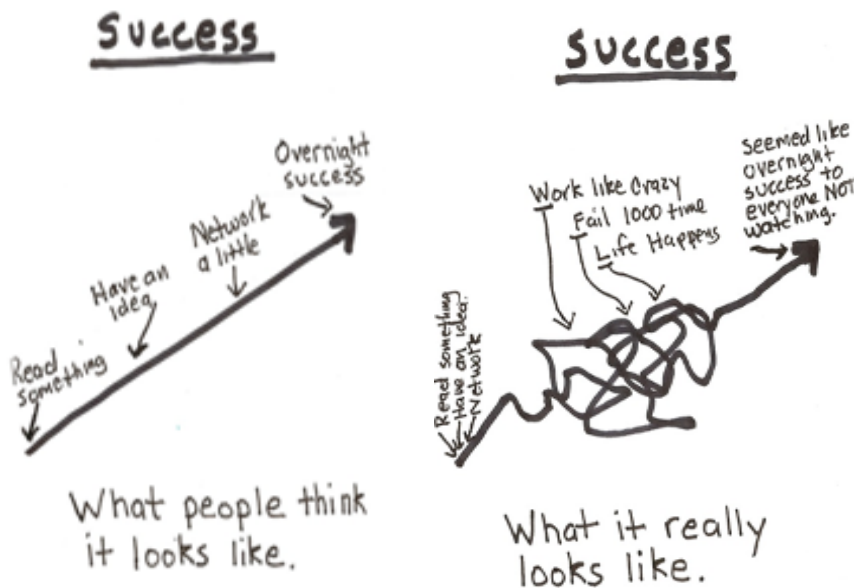 Success
Overnight
success
Network
a little
Have an
idea
Read
something
What people think
it looks like.
Success
seemed like
overnight
success to
everyone NOT
watching.
Work like crazy
Fail 1000 time
Life Happens
Read something
Have an idea.
Network
What it really
looks like.